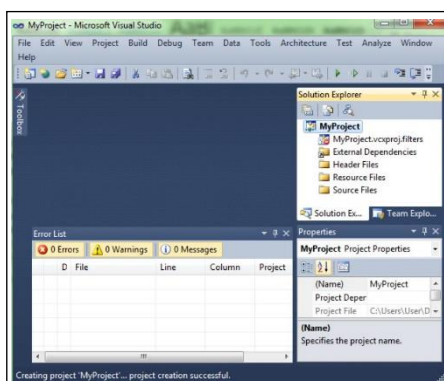 MyProject - Microsoft Visual Studio
File Edit View Project Build Debug Team Data Tools Architecture Test Analyze Window
Help
Toolbox
Solution Explorer
MyProject
MyProject.vcxproj.filters
External Dependencies
Header Files
Resource Files
Source Files
Solution Ex... Team Explo...
Error List
0 Errors 0 Warnings 0 Messages
D File Line Column Project
Properties
MyProject Project Properties
(Name) MyProject
Project Deper
Project File C:\Users\User\D
(Name)
Specifies the project name.
Creating project 'MyProject'... project creation successful.